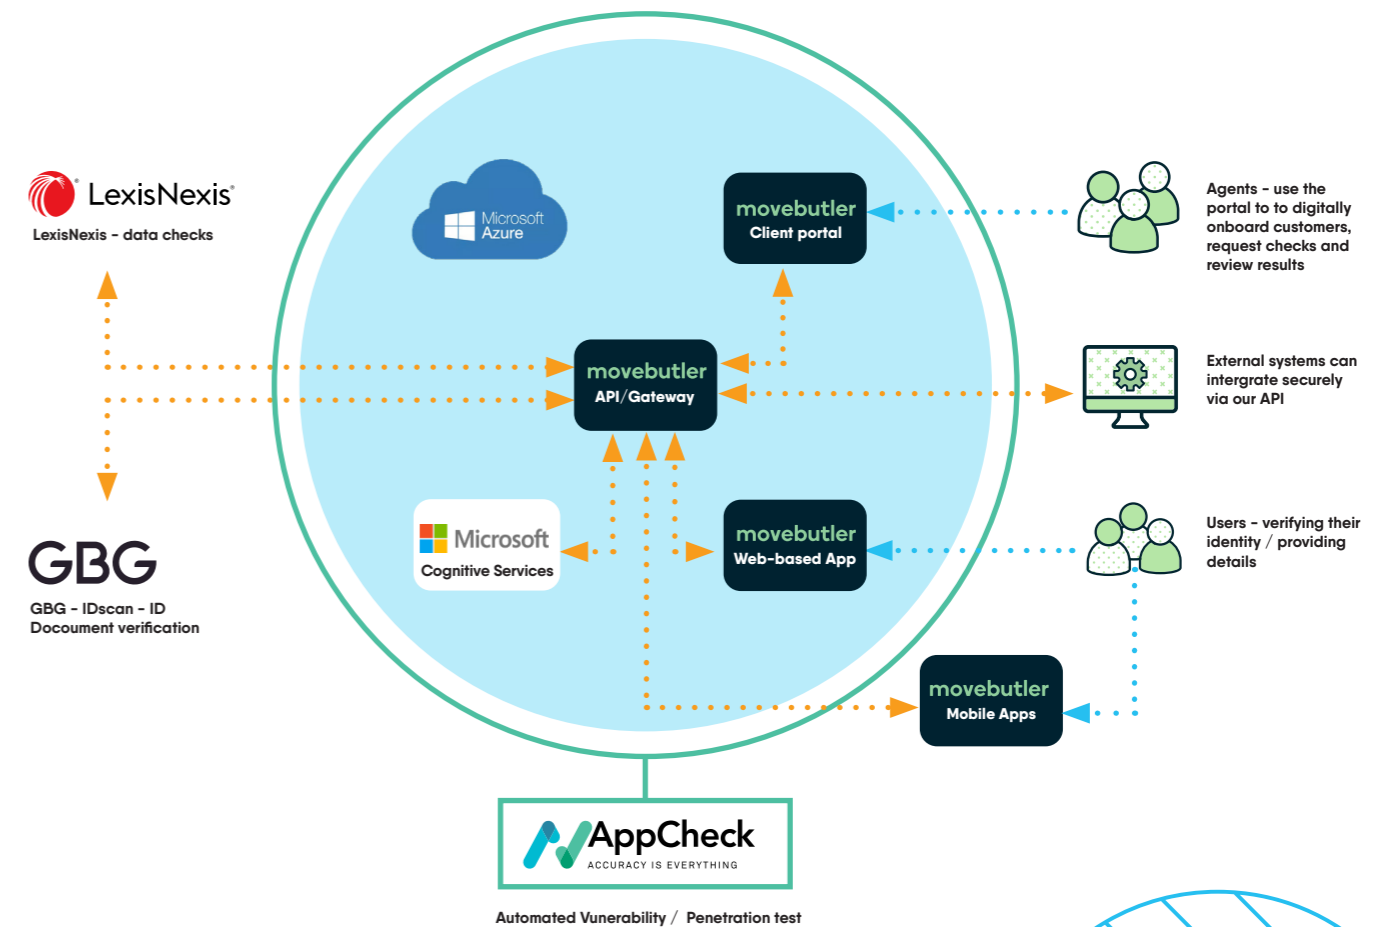 LexisNexis®
LexisNexis - data checks
Microsoft
Azure
movebutler
Client portal
Agents - use the
portal to to digitally
onboard customers,
request checks and
review results
movebutler
API/Gateway
External systems can
intergrate securely
via our API
GBG
GBG - IDscan - ID
Docoument verification
Microsoft
Cognitive Services
movebutler
Web-based App
Users - verifying their
identity / providing
details
movebutler
Mobile Apps
AppCheck
ACCURACY IS EVERYTHING
Automated Vunerability / Penetration test